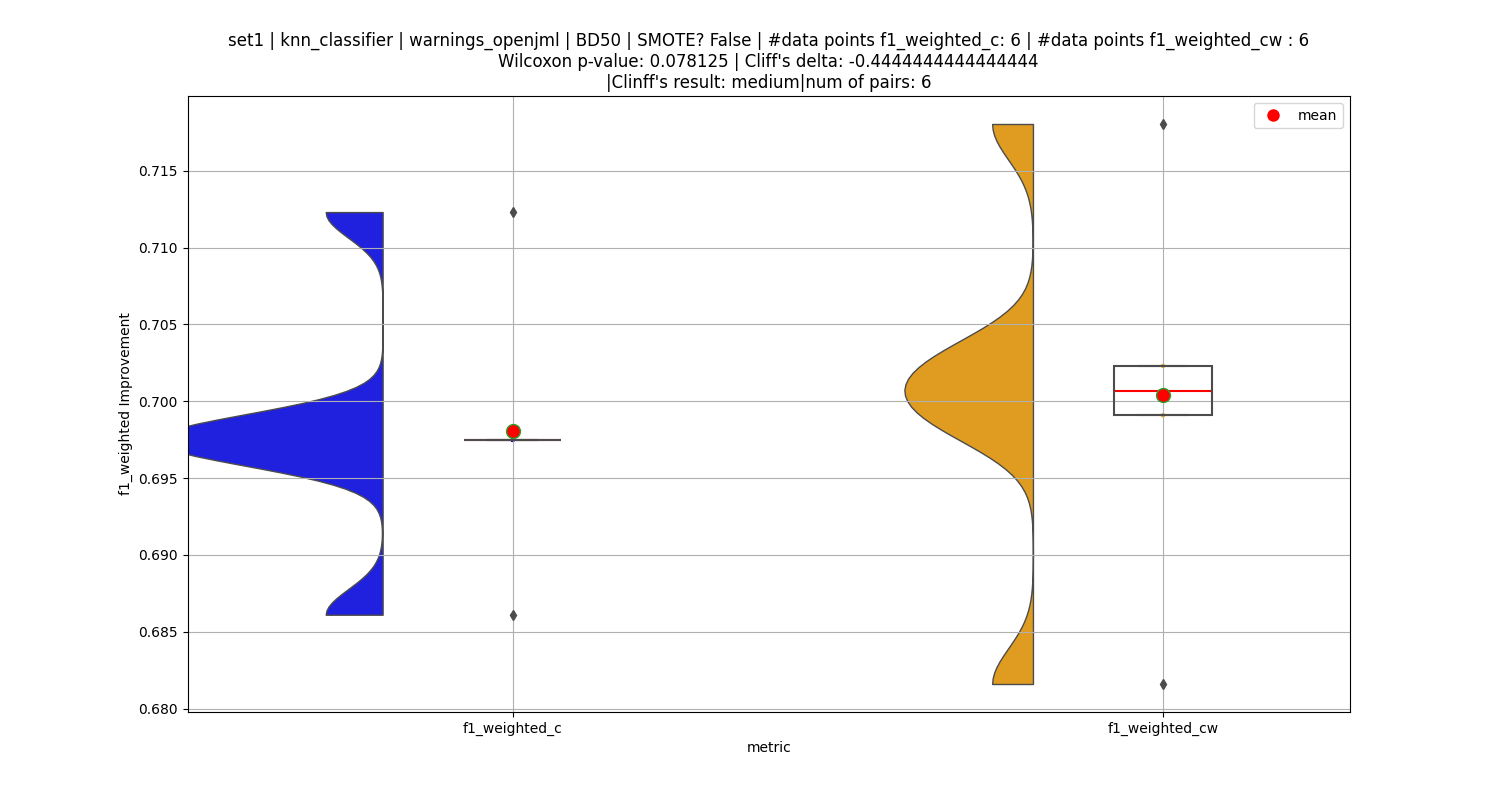 set1 | knn_classifier | warnings_openjml | BD50 | SMOTE? False | #data points f1_weighted_c: 6 | #data points f1_weighted_cw : 6
Wilcoxon p-value: 0.078125 | Cliff's delta: -0.4444444444444444
|Clinff's result: medium|num of pairs: 6
mean
0.715
0.710
0.705
0.700
0.695
0.690
0.685
0.680
f1_weighted Improvement
f1_weighted_c
f1_weighted_cw
metric